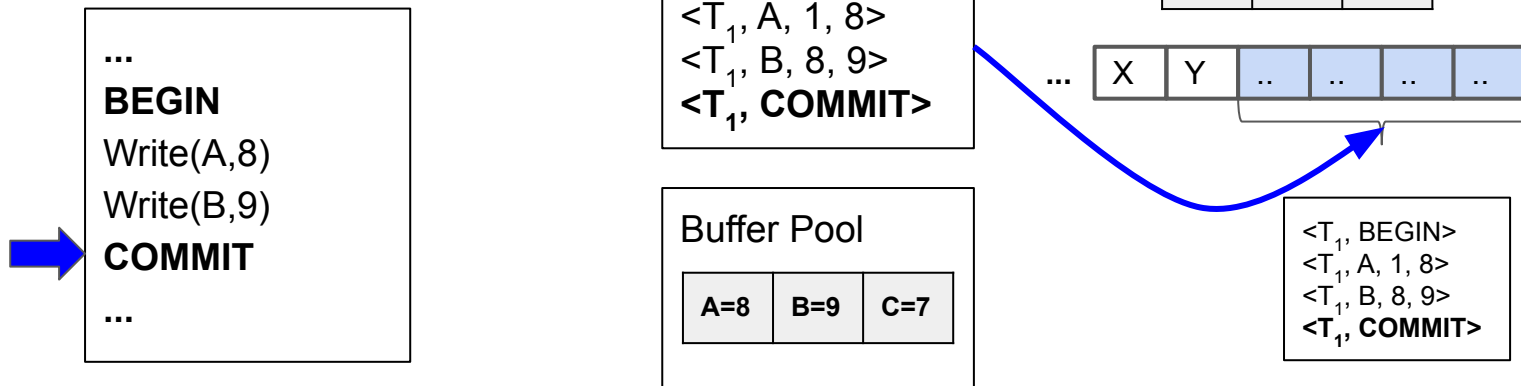 ...
BEGIN
Write(A,8)
Write(B,9)
COMMIT
...
<T₁, A, 1, 8>
<T₁, B, 8, 9>
<T₁, COMMIT>
Buffer Pool
A=8 B=9 C=7
... X Y .. .. .. ..
<T₁, BEGIN>
<T₁, A, 1, 8>
<T₁, B, 8, 9>
<T₁, COMMIT>